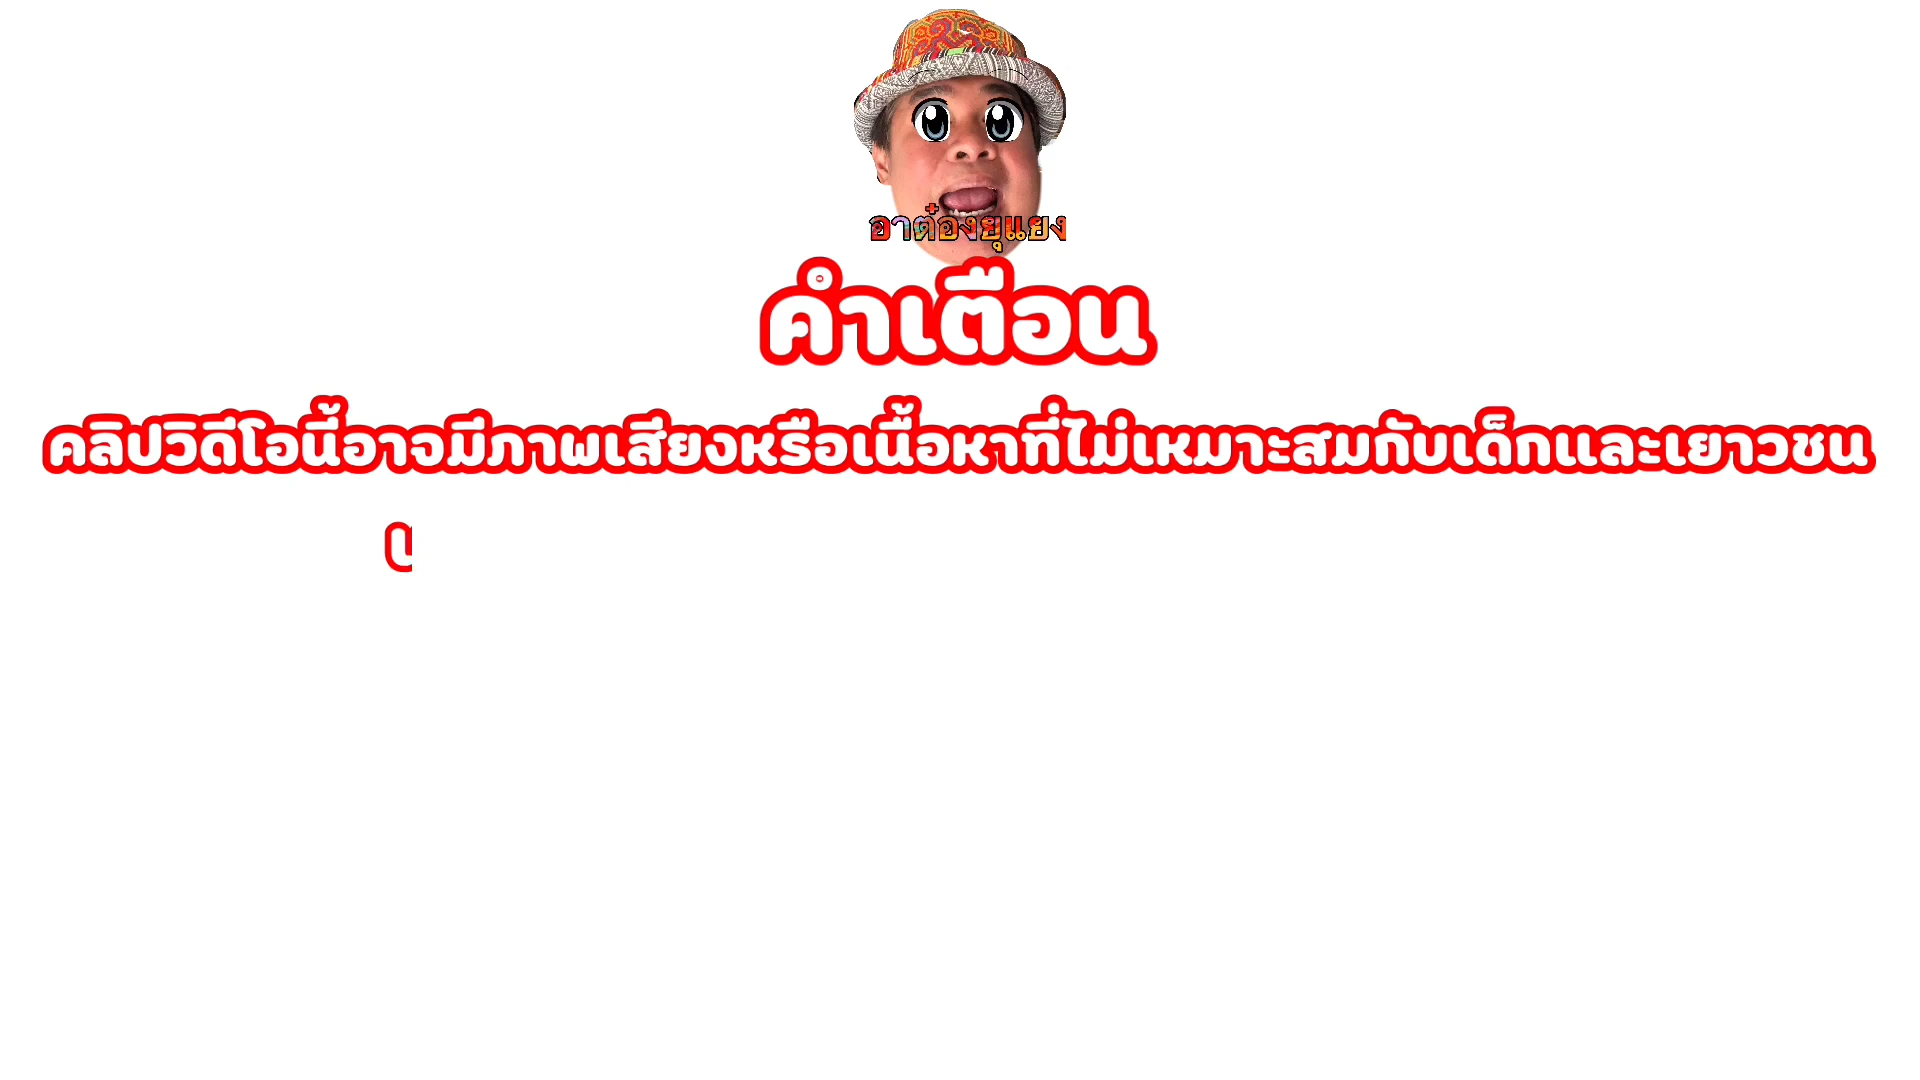 อาต๋องยุแยง
คำเตือน
คลิปวิดีโอนี้อาจมีภาพเสียงหรือเนื้อหาที่ไม่เหมาะสมกับเด็กและเยาวชน